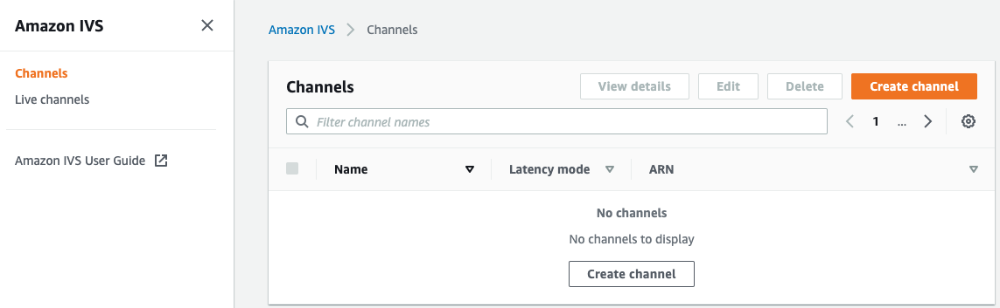 Amazon IVS
Channels
Live channels
Amazon IVS User Guide
Amazon IVS Channels
Channels View details Edit Delete Create channel
Filter channel names 1 ...
Name Latency mode ARN
No channels
No channels to display
Create channel